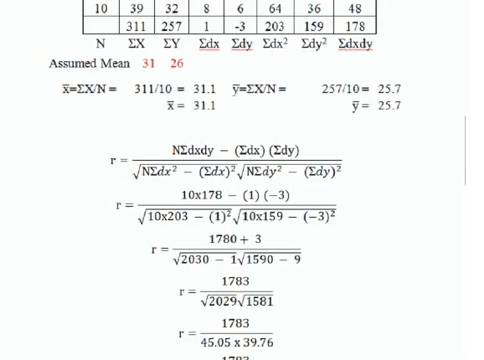 10 39 32 8 6 64 36 48
311 257 1 -3 203 159 178
N ΣX ΣY Σdx Σdy Σdx² Σdy² Σdxdy
Assumed Mean 31 26
x̅=ΣX/N= 311/10 = 31.1 y̅=ΣX/N= 257/10= 25.7
x̅ = 31.1 y̅ = 25.7
r = NΣdxdy − (Σdx) (Σdy) / √NΣdx² − (Σdx)² √NΣdy² − (Σdy)²
r = 10x178 − (1) (−3) / √10x203 − (1)² √10x159 − (−3)²
r = 1780 + 3 / √2030 − 1 √1590 − 9
r = 1783 / √2029 √1581
r = 1783 / 45.05 x 39.76